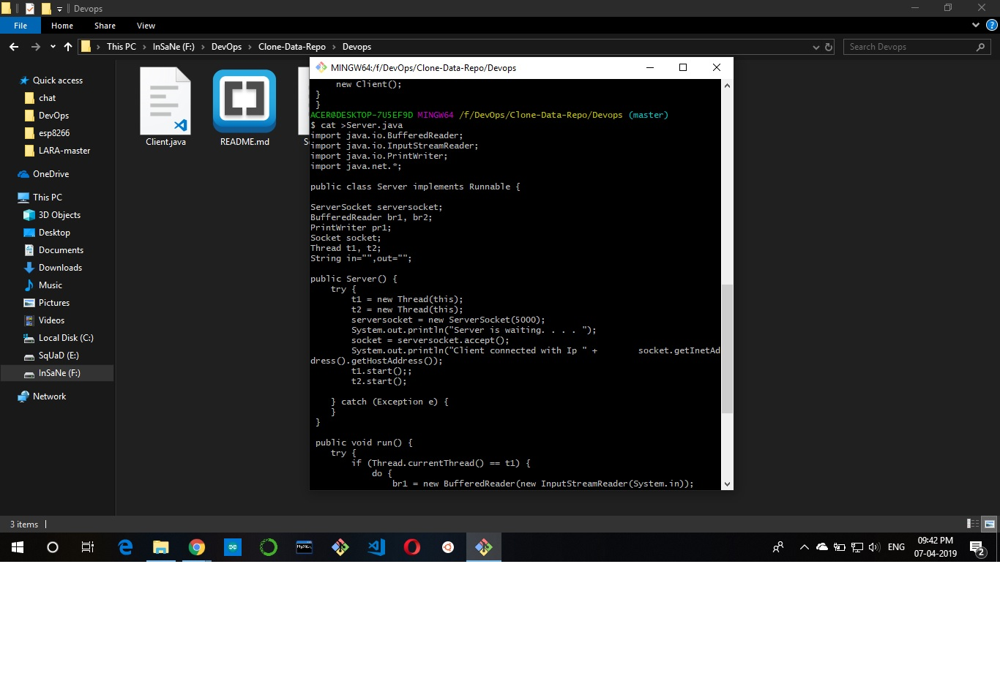 Devops
File Home Share View
This PC InSaNe (F:) DevOps Clone-Data-Repo Devops
Search Devops
Quick access
chat
DevOps
esp8266
LARA-master
OneDrive
This PC
3D Objects
Desktop
Documents
Downloads
Music
Pictures
Videos
Local Disk (C:)
SqUaD (E:)
InSaNe (F:)
Network
Client.java
README.md
MINGW64:/f/DevOps/Clone-Data-Repo/Devops
new Client();
}
}
ACER@DESKTOP-7U5EF9D MINGW64 /f/DevOps/Clone-Data-Repo/Devops (master)
$ cat >Server.java
import java.io.BufferedReader;
import java.io.InputStreamReader;
import java.io.PrintWriter;
import java.net.*;
public class Server implements Runnable {
ServerSocket serversocket;
BufferedReader br1, br2;
PrintWriter pr1;
Socket socket;
Thread t1, t2;
String in="",out="";
public Server() {
try {
t1 = new Thread(this);
t2 = new Thread(this);
serversocket = new ServerSocket(5000);
System.out.println("Server is waiting. . . . ");
socket = serversocket.accept();
System.out.println("Client connected with Ip " + socket.getInetAd
dress().getHostAddress());
t1.start();;
t2.start();
} catch (Exception e) {
}
}
public void run() {
try {
if (Thread.currentThread() == t1) {
do {
br1 = new BufferedReader(new InputStreamReader(System.in));
3 items
ENG
09:42 PM
07-04-2019
2